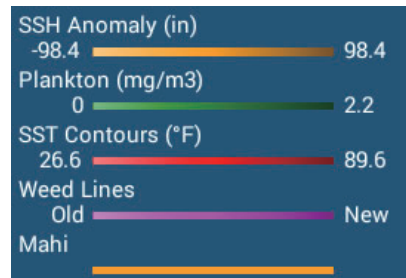 SSH Anomaly (in)
-98.4 98.4
Plankton (mg/m3)
0 2.2
SST Contours (°F)
26.6 89.6
Weed Lines
Old New
Mahi